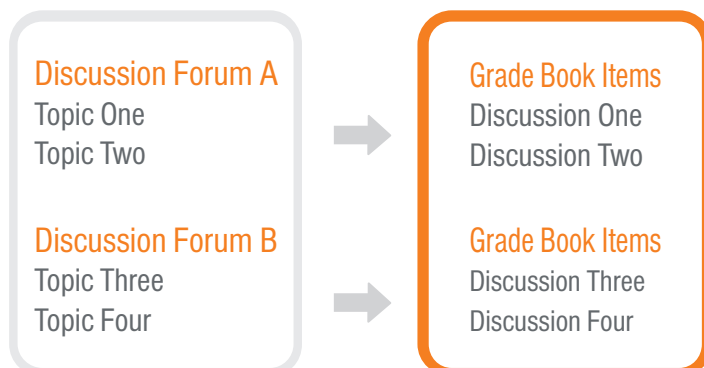 Discussion Forum A
Topic One
Topic Two
Discussion Forum B
Topic Three
Topic Four
Grade Book Items
Discussion One
Discussion Two
Grade Book Items
Discussion Three
Discussion Four